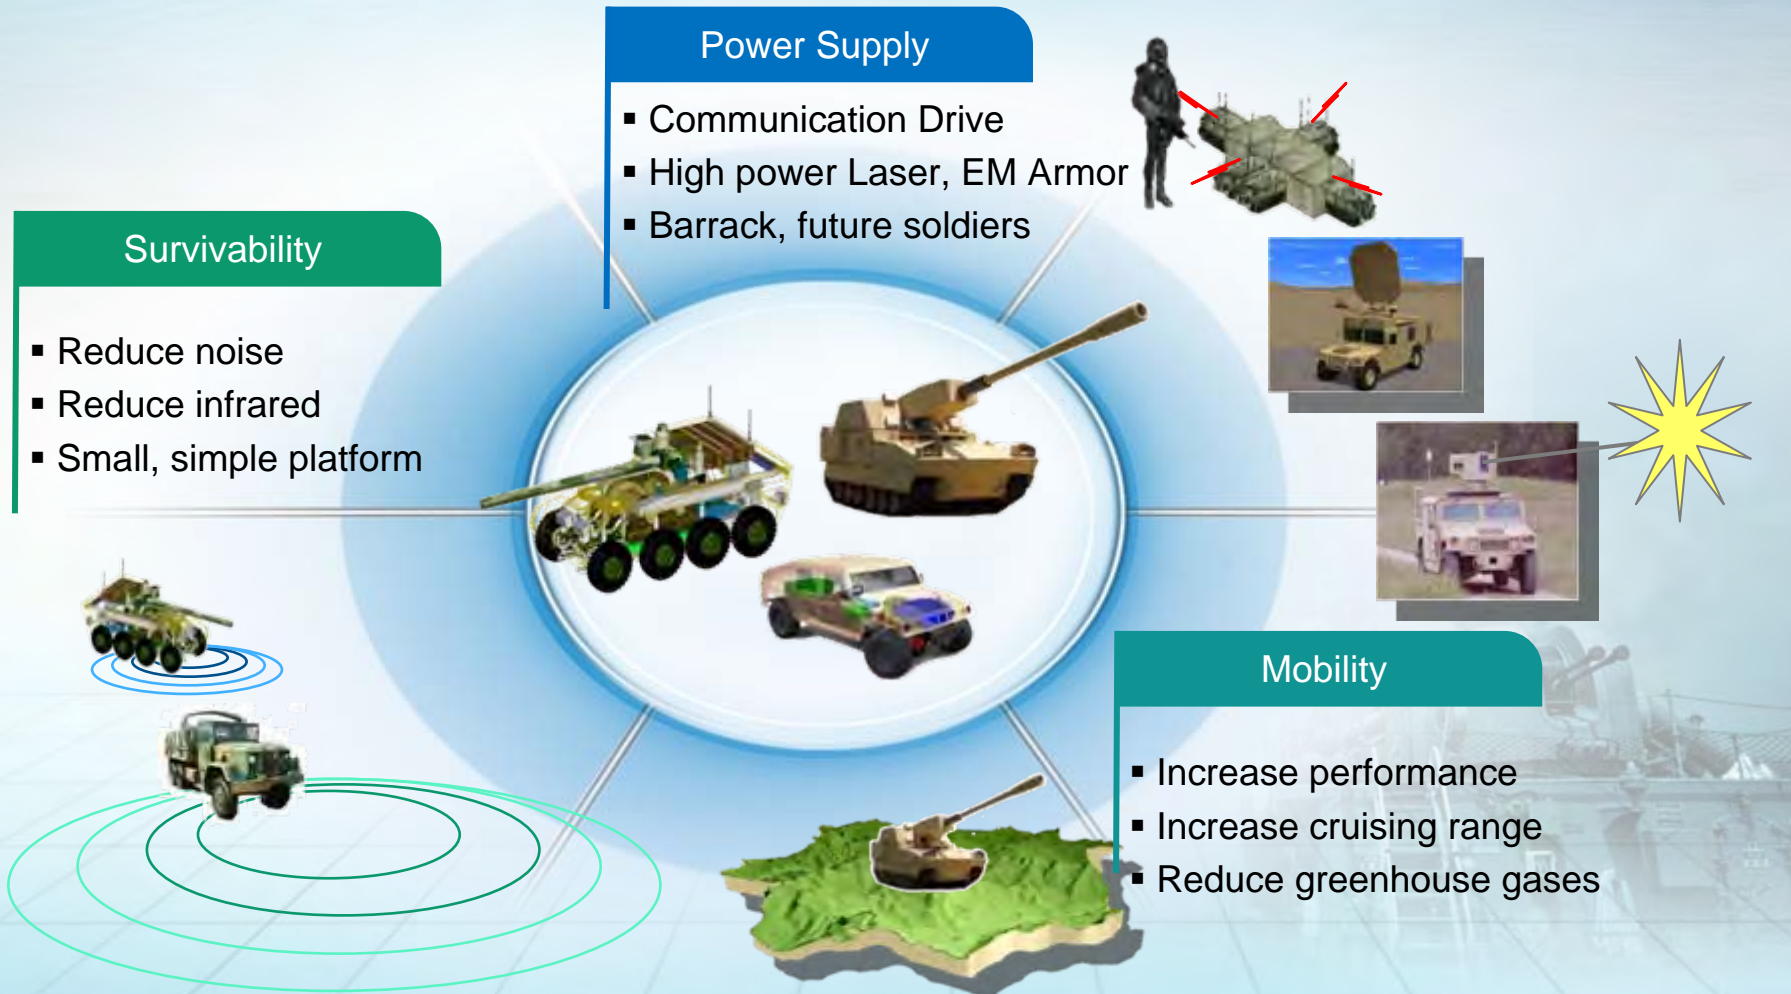 Power Supply
▪ Communication Drive
▪ High power Laser, EM Armor
▪ Barrack, future soldiers
Survivability
▪ Reduce noise
▪ Reduce infrared
▪ Small, simple platform
Mobility
▪ Increase performance
▪ Increase cruising range
▪ Reduce greenhouse gases